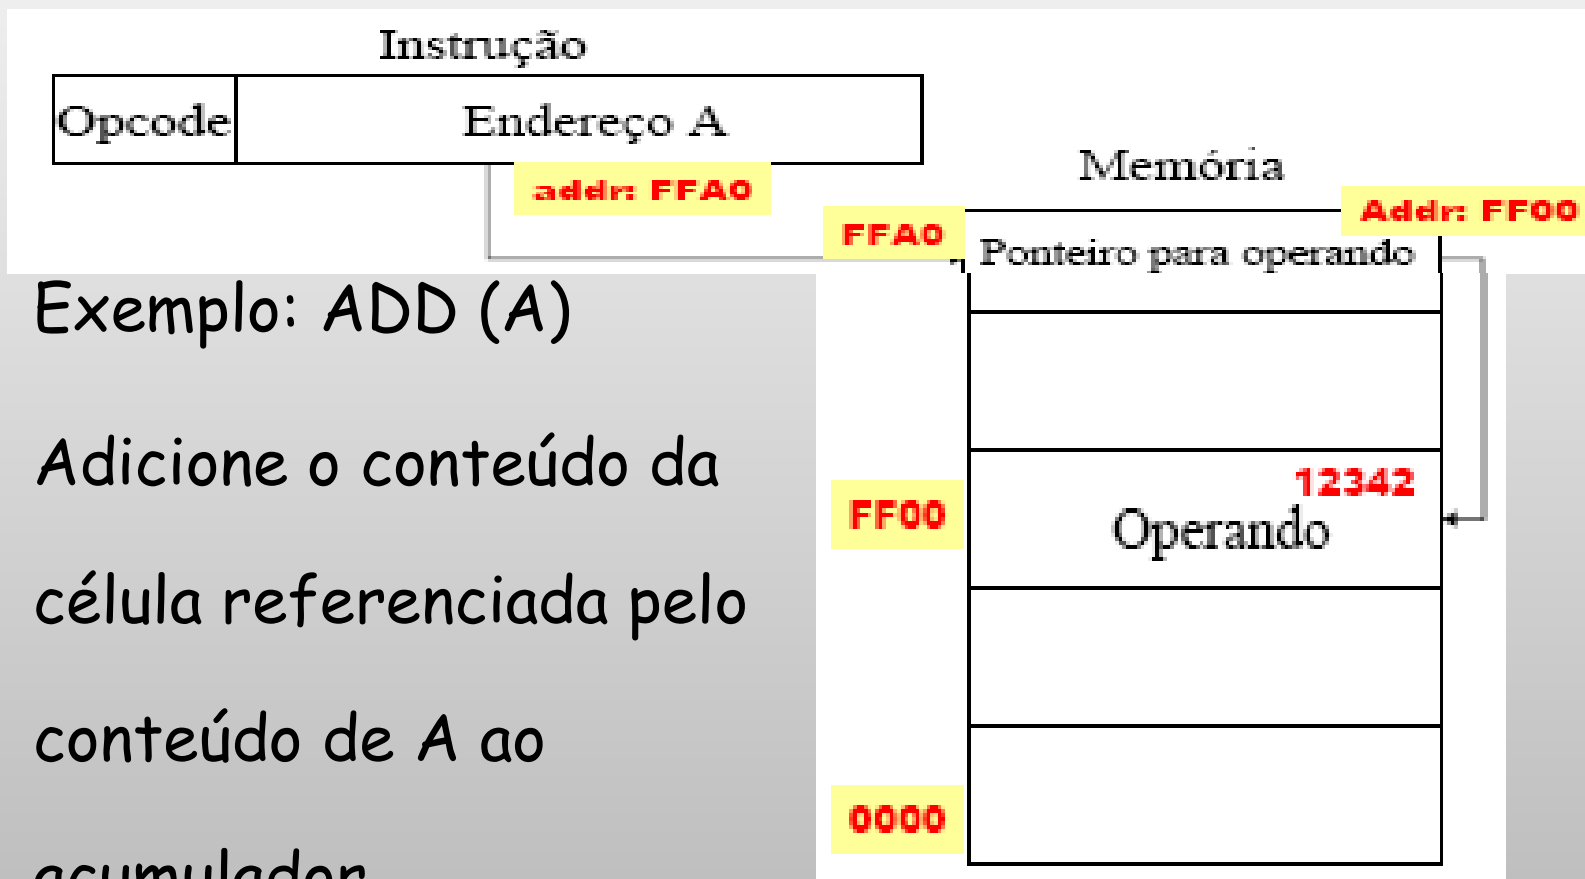 Instrução
Opcode Endereço A
addr: FFA0
Memória
Addr: FF00
FFA0
Ponteiro para operando
Exemplo: ADD (A)
Adicione o conteúdo da
célula referenciada pelo
conteúdo de A ao
acumulador
12342
FF00
Operando
0000